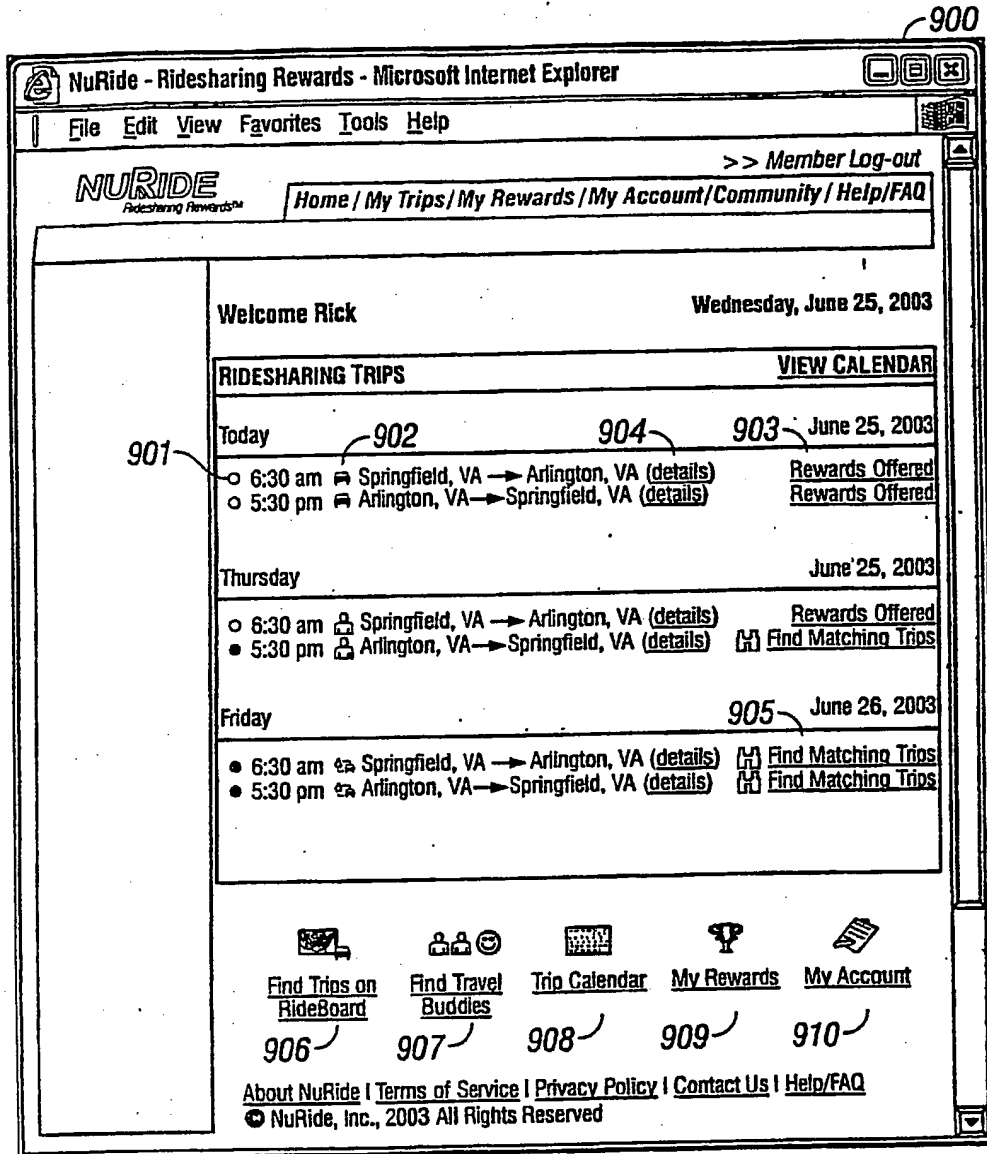 900
NuRide - Ridesharing Rewards - Microsoft Internet Explorer
File Edit View Favorites Tools Help
>> Member Log-out
NURIDE
Ridesharing Rewards™
Home / My Trips / My Rewards / My Account / Community / Help/FAQ
Welcome Rick Wednesday, June 25, 2003
RIDESHARING TRIPS VIEW CALENDAR
Today 902 904 903 June 25, 2003
901
6:30 am Springfield, VA → Arlington, VA (details) Rewards Offered
5:30 pm Arlington, VA → Springfield, VA (details) Rewards Offered
Thursday June 25, 2003
6:30 am Springfield, VA → Arlington, VA (details) Rewards Offered
5:30 pm Arlington, VA → Springfield, VA (details) Find Matching Trips
Friday 905 June 26, 2003
6:30 am Springfield, VA → Arlington, VA (details) Find Matching Trips
5:30 pm Arlington, VA → Springfield, VA (details) Find Matching Trips
Find Trips on Find Travel Trip Calendar My Rewards My Account
RideBoard Buddies
906 907 908 909 910
About NuRide | Terms of Service | Privacy Policy | Contact Us | Help/FAQ
© NuRide, Inc., 2003 All Rights Reserved